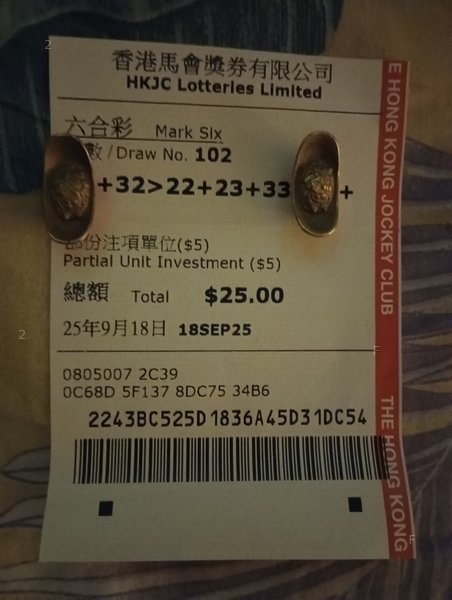 香港馬會獎券有限公司
HKJC Lotteries Limited
六合彩 Mark Six
數 / Draw No. 102
+32>22+23+33 +
部份注項單位($5)
Partial Unit Investment ($5)
總額 Total $25.00
25年9月18日 18SEP25
0805007 2C39
0C68D 5F137 8DC75 34B6
2243BC525D1836A45D31DC54
E HONG KONG JOCKEY CLUB
THE HONG KONG